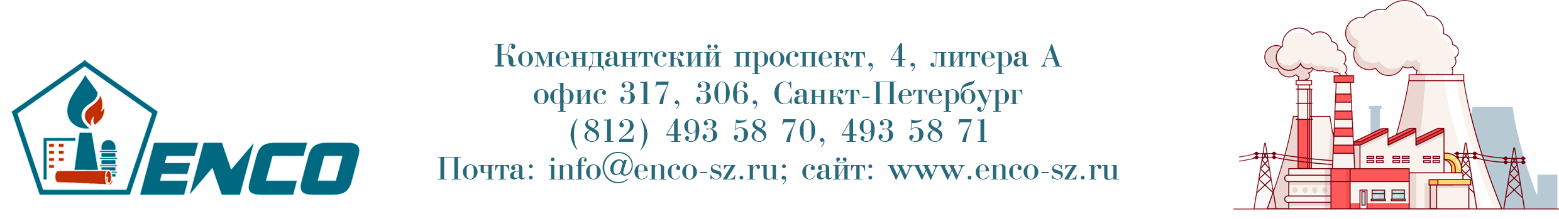 ENCO
Комендантский проспект, 4, литера А
офис 317, 306, Санкт-Петербург
(812) 493 58 70, 493 58 71
Почта: info@enco-sz.ru; сайт: www.enco-sz.ru